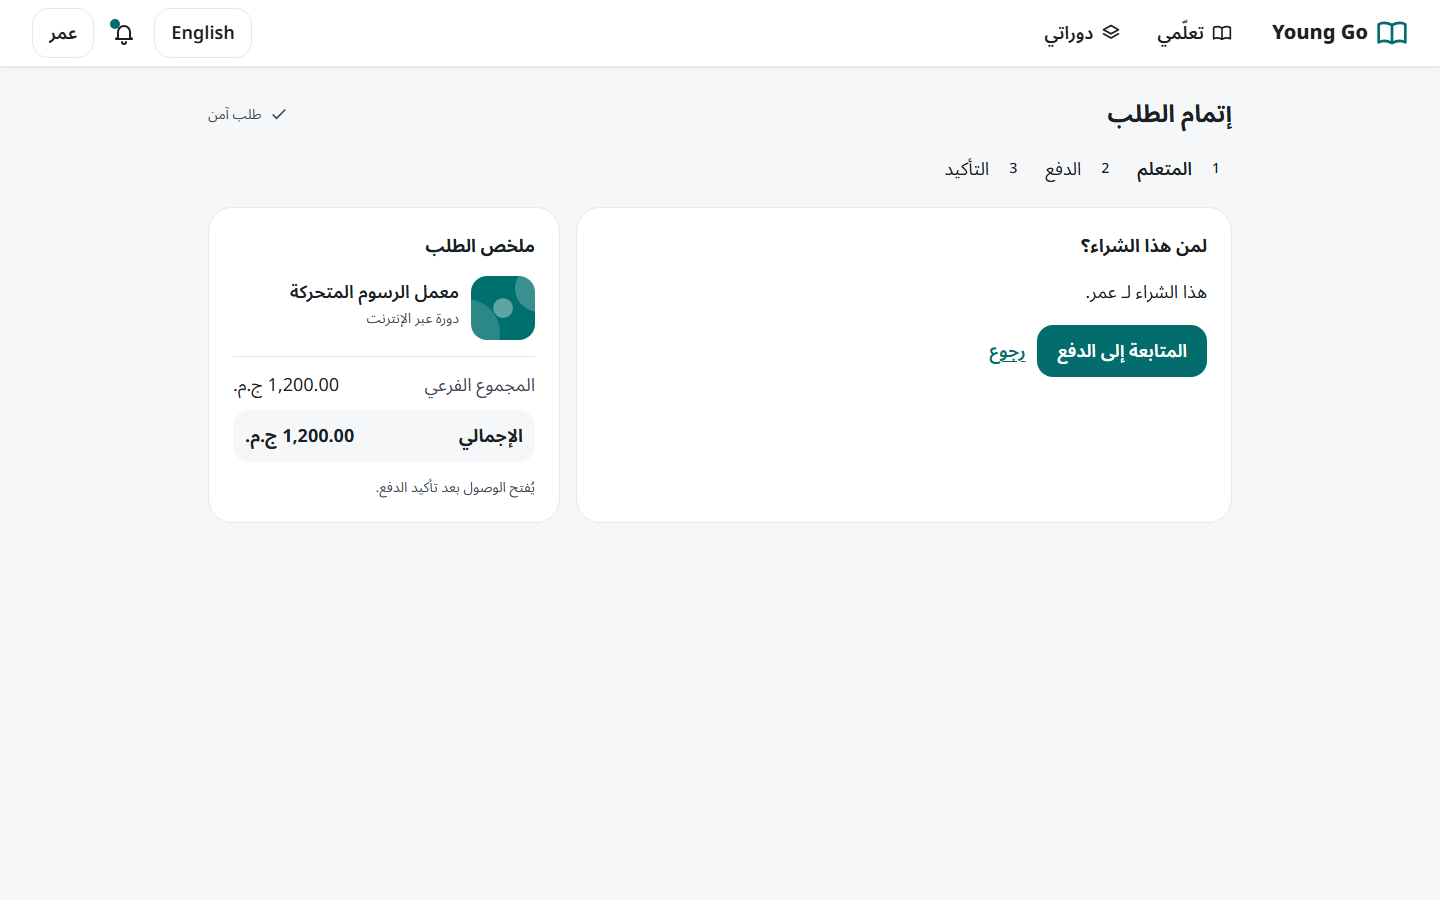 Young Go
تعلّمي
دوراتي
English
عمر
إتمام الطلب
طلب آمن
1 المتعلم 2 الدفع 3 التأكيد
لمن هذا الشراء؟
هذا الشراء لـ عمر.
المتابعة إلى الدفع
رجوع
ملخص الطلب
معمل الرسوم المتحركة
دورة عبر الإنترنت
المجموع الفرعي 1,200.00 ج.م.
الإجمالي 1,200.00 ج.م.
يُفتح الوصول بعد تأكيد الدفع.